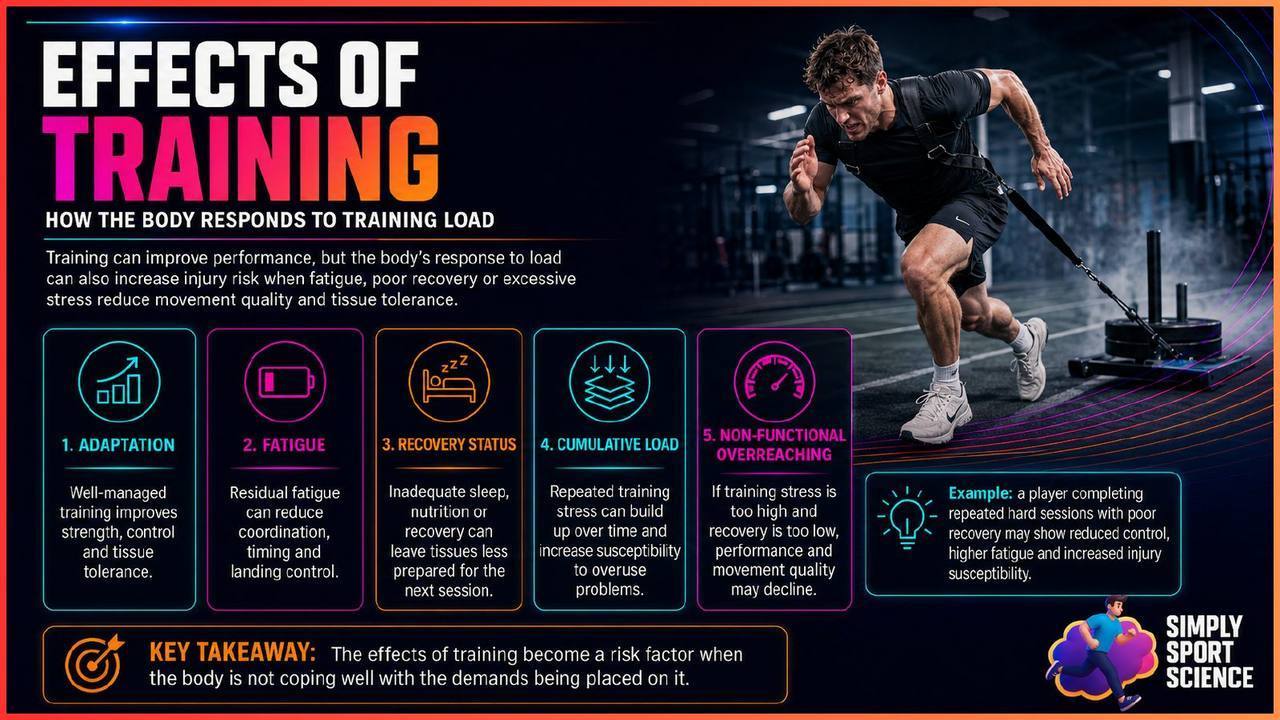 EFFECTS OF
TRAINING
HOW THE BODY RESPONDS TO TRAINING LOAD
Training can improve performance, but the body's response to load
can also increase injury risk when fatigue, poor recovery or excessive
stress reduce movement quality and tissue tolerance.
1. ADAPTATION
Well-managed
training improves
strength, control
and tissue
tolerance.
2. FATIGUE
Residual fatigue
can reduce
coordination,
timing and
landing control.
zzz
3. RECOVERY STATUS
Inadequate sleep,
nutrition or
recovery can
leave tissues less
prepared for the
next session.
4. CUMULATIVE LOAD
Repeated training
stress can build
up over time and
increase susceptibility
to overuse
problems.
5. NON-FUNCTIONAL
OVERREACHING
If training stress is
too high and
recovery is too low,
performance and
movement quality
may decline.
Example: a player completing
repeated hard sessions with poor
recovery may show reduced control,
higher fatigue and increased injury
susceptibility.
KEY TAKEAWAY: The effects of training become a risk factor when
the body is not coping well with the demands being placed on it.
SIMPLY
SPORT
SCIENCE